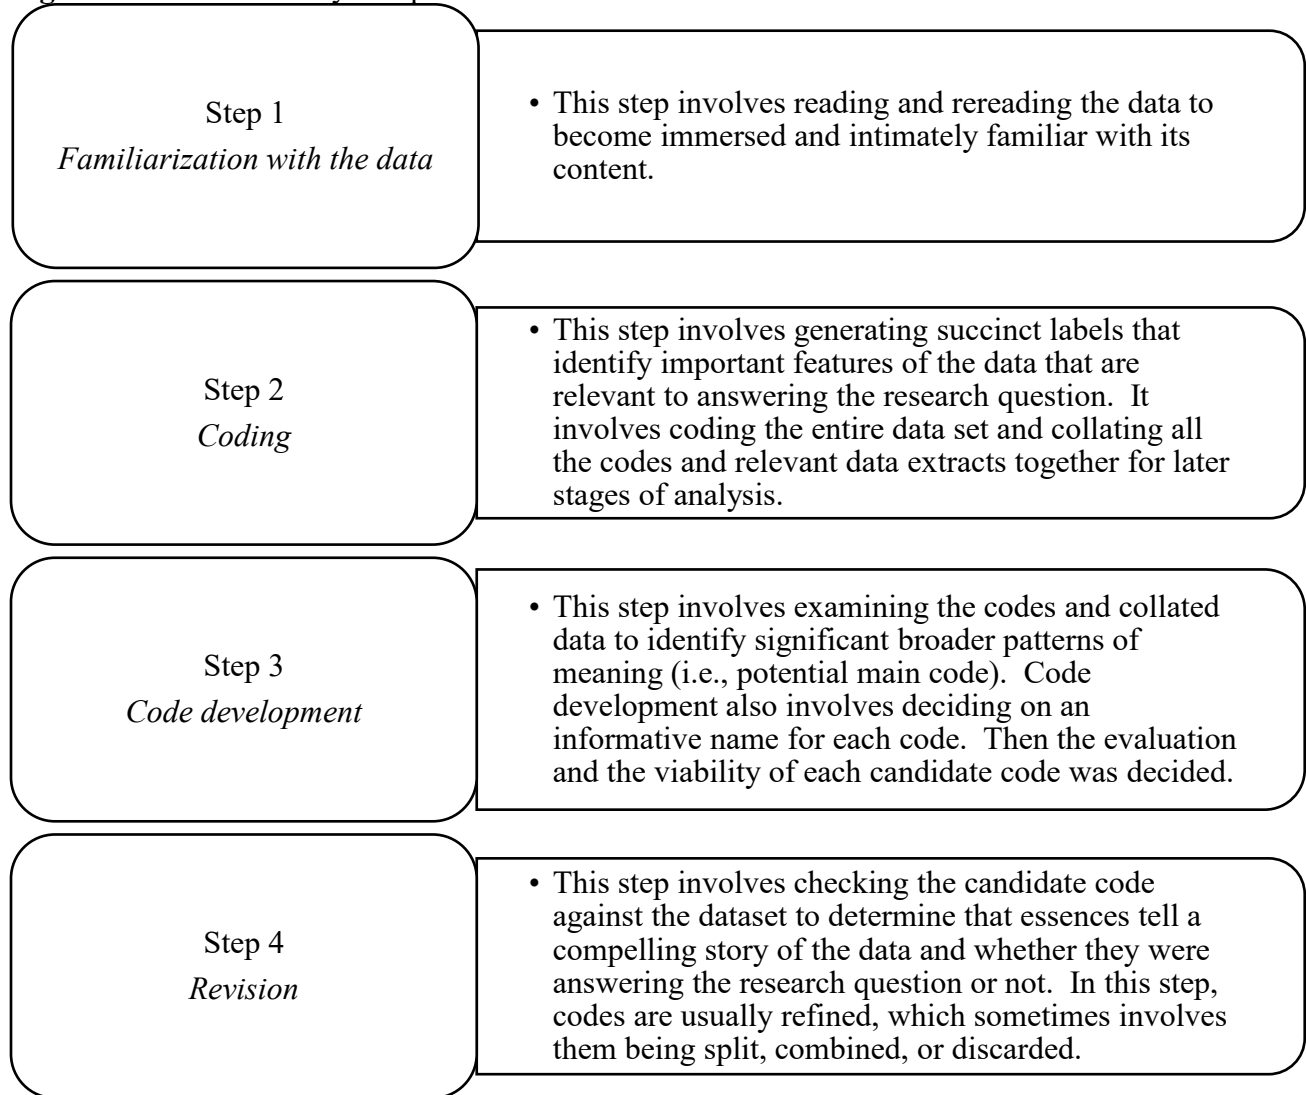 Step 1
Familiarization with the data
• This step involves reading and rereading the data to
become immersed and intimately familiar with its
content.
Step 2
Coding
• This step involves generating succinct labels that
identify important features of the data that are
relevant to answering the research question.  It
involves coding the entire data set and collating all
the codes and relevant data extracts together for later
stages of analysis.
Step 3
Code development
• This step involves examining the codes and collated
data to identify significant broader patterns of
meaning (i.e., potential main code).  Code
development also involves deciding on an
informative name for each code.  Then the evaluation
and the viability of each candidate code was decided.
Step 4
Revision
• This step involves checking the candidate code
against the dataset to determine that essences tell a
compelling story of the data and whether they were
answering the research question or not.  In this step,
codes are usually refined, which sometimes involves
them being split, combined, or discarded.